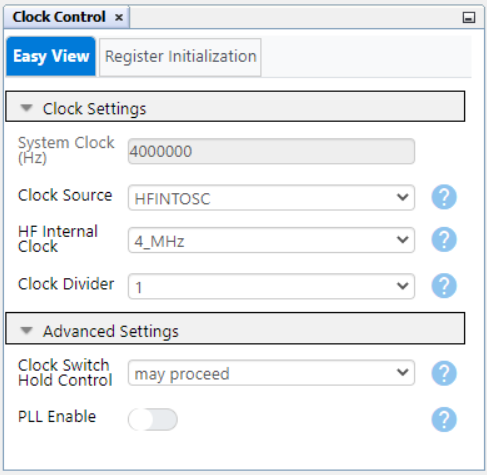 Clock Control ×
Easy View Register Initialization
Clock Settings
System Clock
(Hz)
4000000
Clock Source
HFINTOSC
?
HF Internal
Clock
4_MHz
?
Clock Divider
1
?
Advanced Settings
Clock Switch
Hold Control
may proceed
?
PLL Enable
?